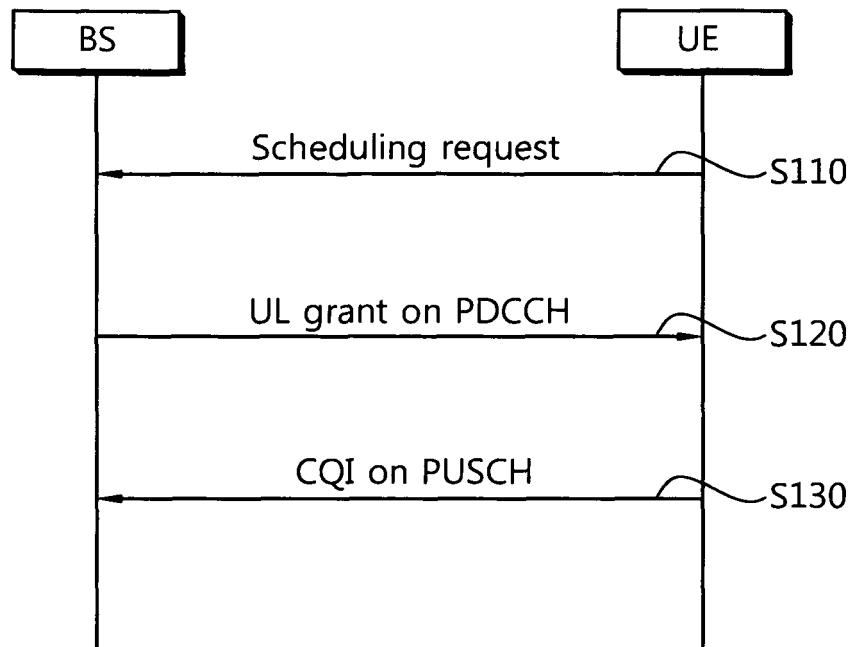 BS
UE
Scheduling request
S110
UL grant on PDCCH
S120
CQI on PUSCH
S130